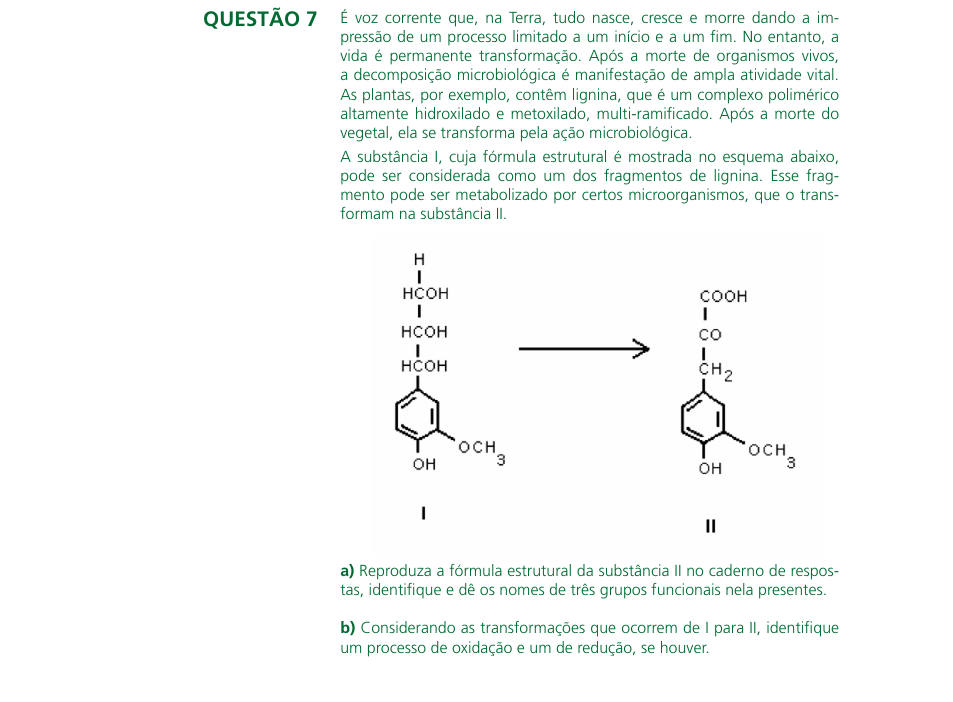 QUESTÃO 7
É voz corrente que, na Terra, tudo nasce, cresce e morre dando a im-
pressão de um processo limitado a um início e a um fim. No entanto, a
vida é permanente transformação. Após a morte de organismos vivos,
a decomposição microbiológica é manifestação de ampla atividade vital.
As plantas, por exemplo, contêm lignina, que é um complexo polimérico
altamente hidroxilado e metoxilado, multi-ramificado. Após a morte do
vegetal, ela se transforma pela ação microbiológica.
A substância I, cuja fórmula estrutural é mostrada no esquema abaixo,
pode ser considerada como um dos fragmentos de lignina. Esse frag-
mento pode ser metabolizado por certos microorganismos, que o trans-
formam na substância II.
H
HCOH
HCOH
HCOH
OCH3
OH
I
COOH
CO
CH2
OCH3
OH
II
a) Reproduza a fórmula estrutural da substância II no caderno de respos-
tas, identifique e dê os nomes de três grupos funcionais nela presentes.
b) Considerando as transformações que ocorrem de I para II, identifique
um processo de oxidação e um de redução, se houver.